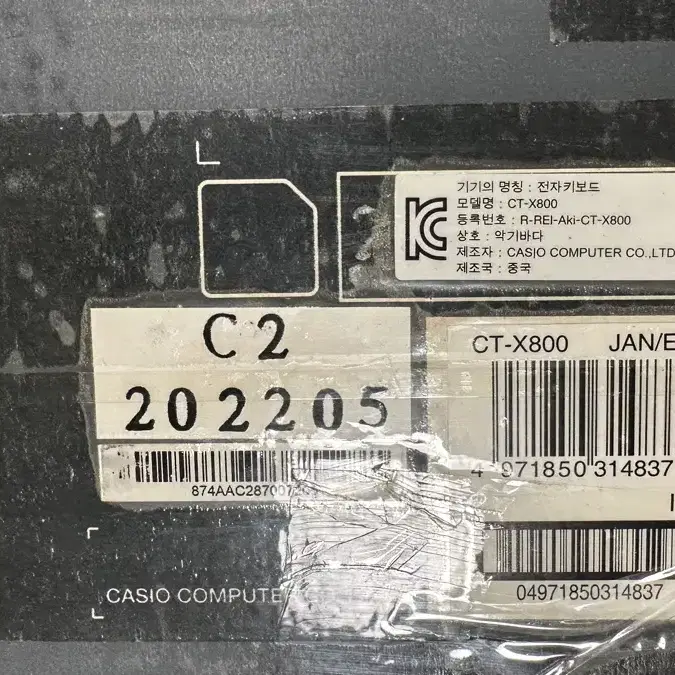 기기의 명칭 : 전자키보드
모델명 : CT-X800
등록번호 : R-REI-Aki-CT-X800
상호 : 악기바다
제조자 : CASIO COMPUTER CO.,LTD
제조국 : 중국
C2
202205
874AAC287007
CT-X800 JAN/E
4 971850 314837
04971850314837
CASIO COMPUTE